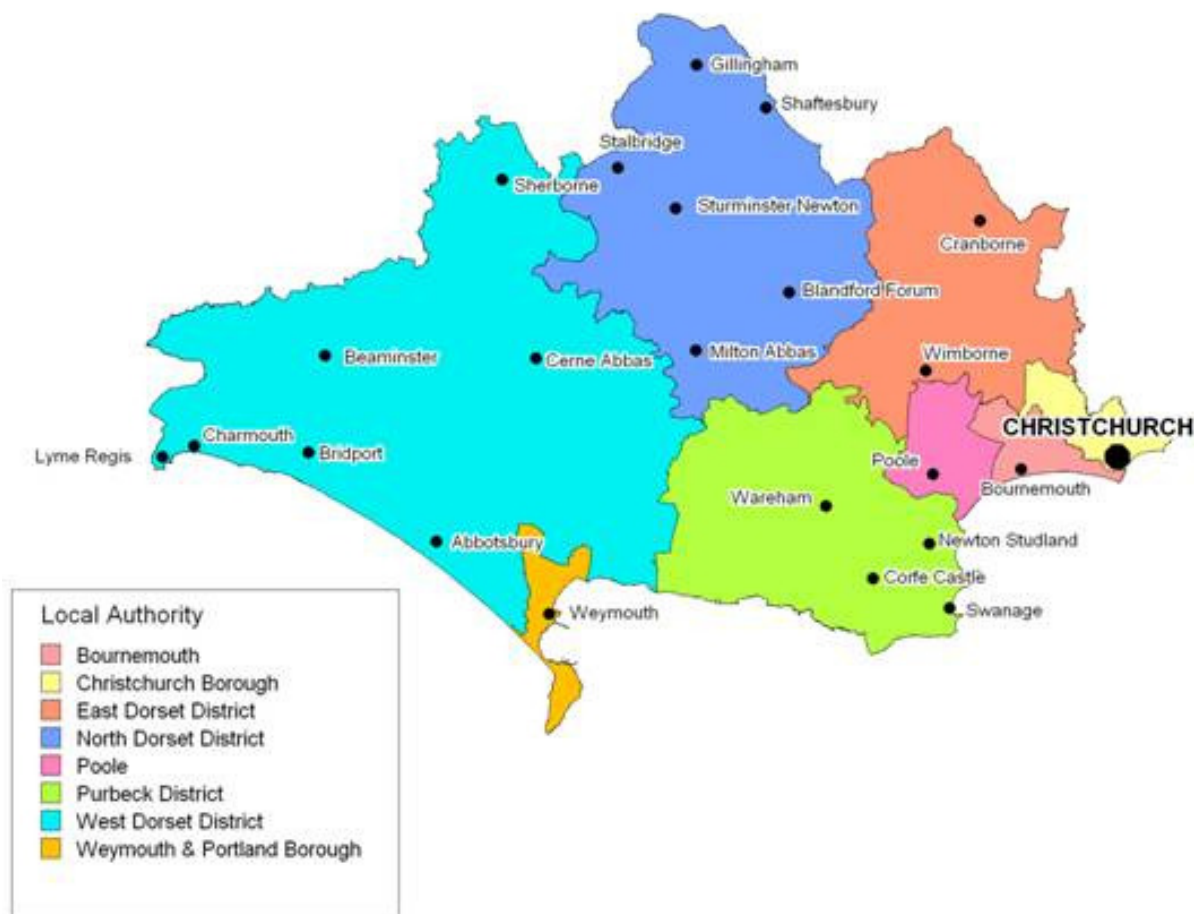 Gillingham
Shaftesbury
Stalbridge
Sherborne
Sturminster Newton
Cranborne
Blandford Forum
Milton Abbas
Wimborne
Beaminster
Cerne Abbas
CHRISTCHURCH
Charmouth
Lyme Regis
Bridport
Poole
Bournemouth
Wareham
Abbotsbury
Newton Studland
Corfe Castle
Swanage
Weymouth
Local Authority
Bournemouth
Christchurch Borough
East Dorset District
North Dorset District
Poole
Purbeck District
West Dorset District
Weymouth & Portland Borough